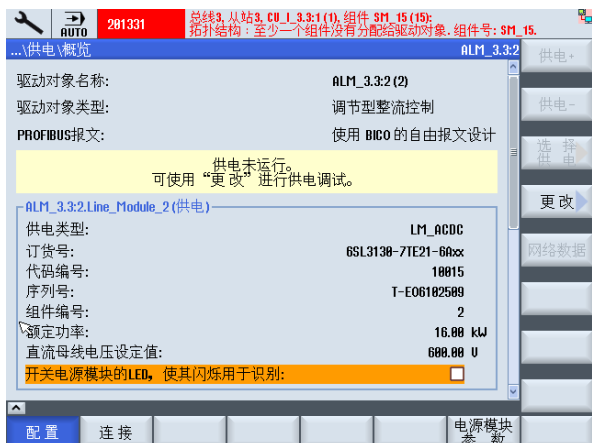 AUTO
201331
总线3,从站3, CU_I_3.3:1(1),组件 SM_15(15):
拓扑结构:至少一个组件没有分配给驱动对象.组件号: SM_15.
...\供电\概览
ALM_3.3:2
供电+
驱动对象名称:
ALM_3.3:2(2)
驱动对象类型:
调节型整流控制
供电-
PROFIBUS报文:
使用 BICO 的自由报文设计
选 择
供 电
供电未运行。
可使用“更改”进行供电调试。
更改
ALM_3.3:2.Line_Module_2(供电)
供电类型:
LM_ACDC
订货号:
6SL3130-7TE21-6Axx
网络数据
代码编号:
10015
序列号:
T-E06102509
组件编号:
2
额定功率:
16.00 kW
直流母线电压设定值:
600.00 V
开关电源模块的LED, 使其闪烁用于识别:
配置
连接
电源模块
参 数